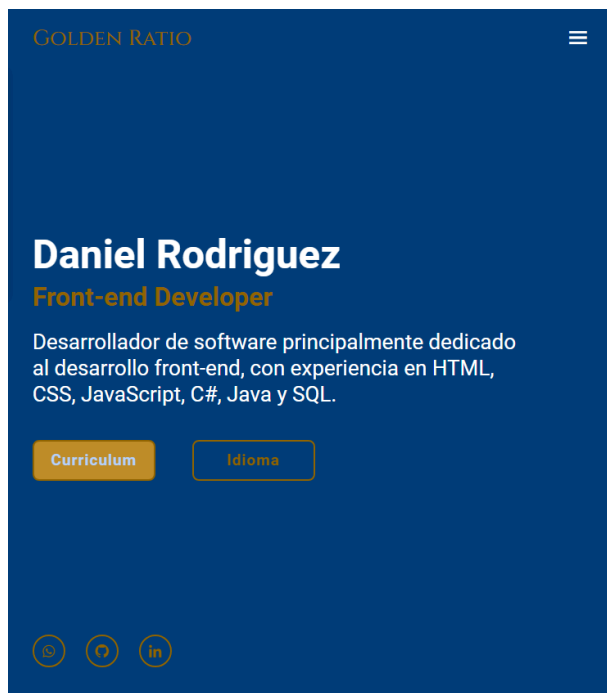 Golden Ratio
Daniel Rodriguez
Front-end Developer
Desarrollador de software principalmente dedicado
al desarrollo front-end, con experiencia en HTML,
CSS, JavaScript, C#, Java y SQL.
Curriculum Idioma
in